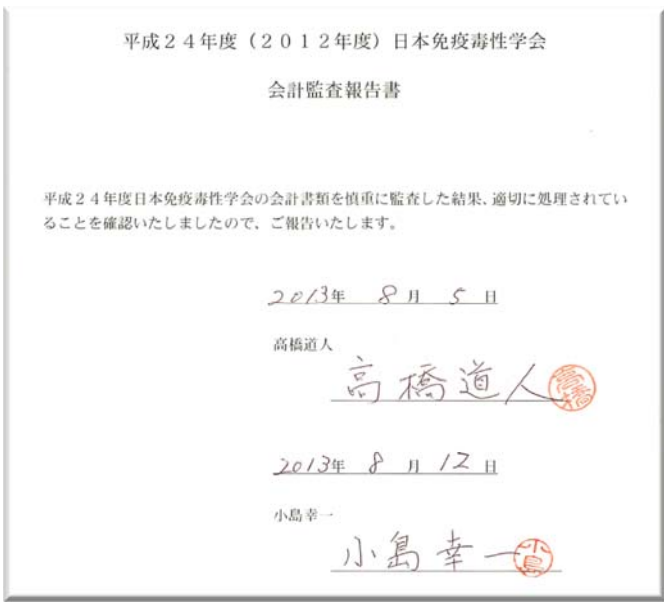 平成２４年度（２０１２年度）日本免疫毒性学会
会計監査報告書
平成２４年度日本免疫毒性学会の会計書類を慎重に監査した結果、適切に処理されてい
ることを確認いたしましたので、ご報告いたします。
2013年 8 月 5 日
高橋道人
高橋道人 高橋
2013年 8 月 12 日
小島幸一
小島幸一 小島